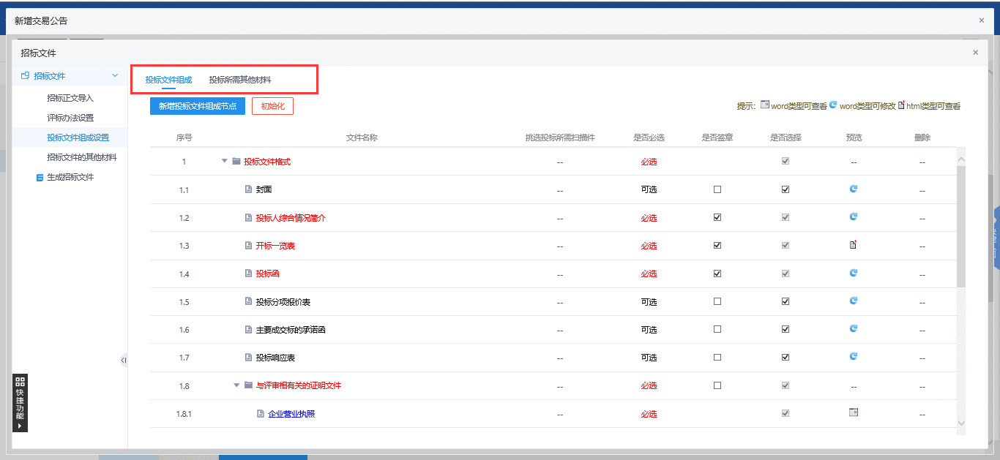 新增交易公告
×
招标文件
×
招标文件
招标正文导入
评标办法设置
投标文件组成设置
招标文件的其他材料
生成招标文件
快捷功能
投标文件组成 投标所需其他材料
新增投标文件组成节点 初始化
提示: word类型可查看 word类型可修改 html类型可查看
序号 文件名称 挑选投标所需扫描件 是否必选 是否签章 是否选择 预览 删除
1 投标文件格式 -- 必选 -- --
1.1 封面 -- 可选 --
1.2 投标人综合情况简介 -- 必选 --
1.3 开标一览表 -- 必选 --
1.4 投标函 -- 必选 --
1.5 投标分项报价表 -- 可选 --
1.6 主要成交标的承诺函 -- 可选 --
1.7 投标响应表 -- 可选 --
1.8 与评审相有关的证明文件 -- 必选 -- --
1.8.1 企业营业执照 -- 必选 --